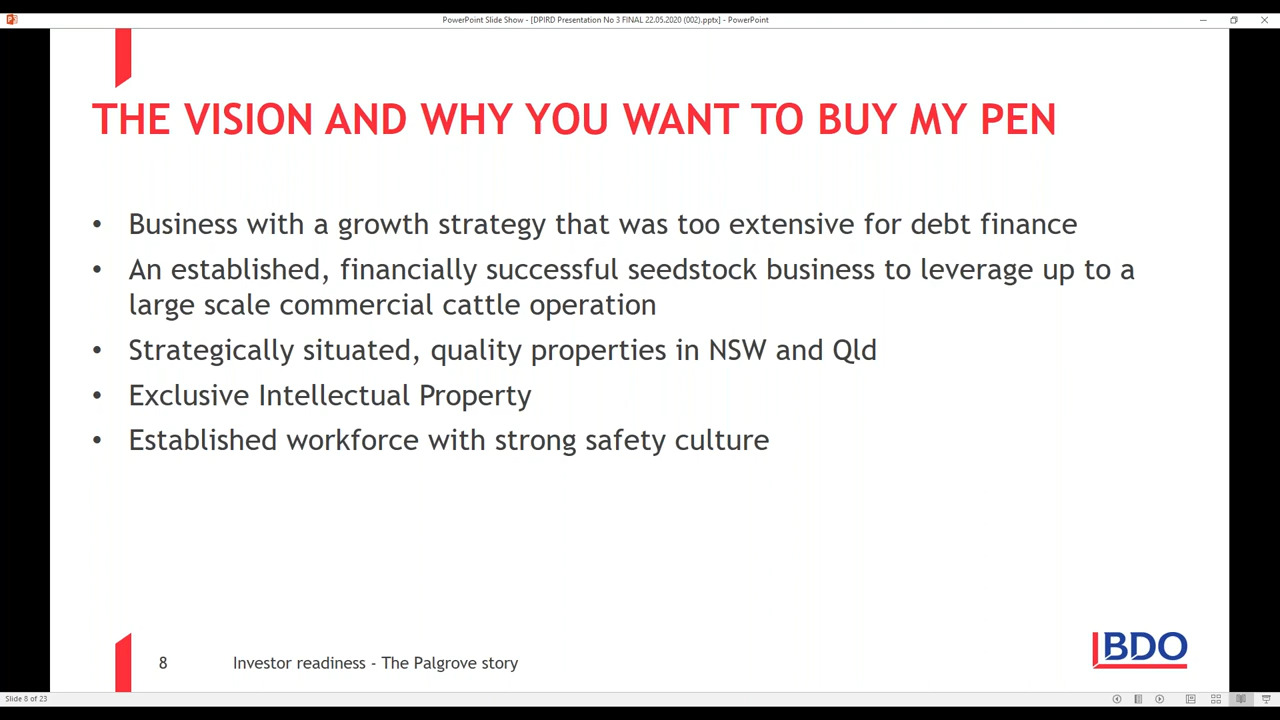 PowerPoint Slide Show - [DPIRD Presentation No 3 FINAL 22.05.2020 (002).pptx] - PowerPoint
THE VISION AND WHY YOU WANT TO BUY MY PEN
• Business with a growth strategy that was too extensive for debt finance
• An established, financially successful seedstock business to leverage up to a
large scale commercial cattle operation
• Strategically situated, quality properties in NSW and Qld
• Exclusive Intellectual Property
• Established workforce with strong safety culture
8 Investor readiness - The Palgrove story
BDO
Slide 8 of 23